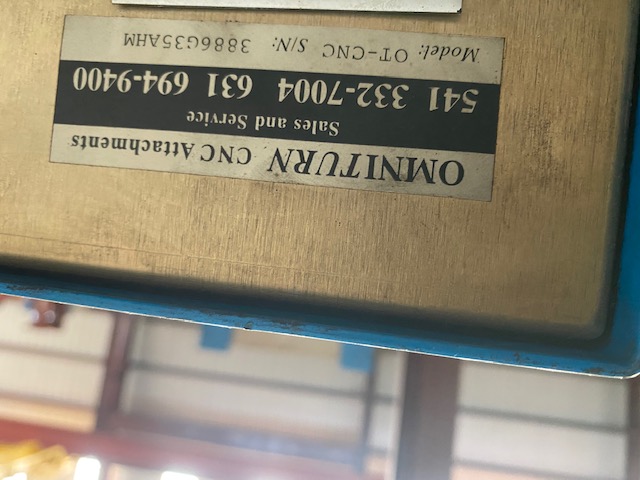 OMNITURN CNC Attachments
Sales and Service
541 332-7004 631 694-9400
Model: OT-CNC S/N: 3886G35AHM